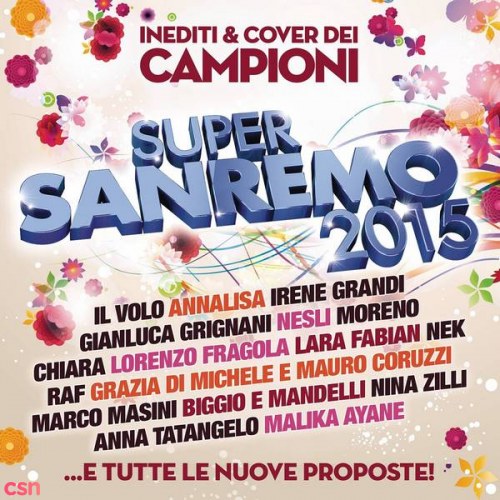 INEDITI & COVER DEI
CAMPIONI
SUPER
SANREMO
2015
IL VOLO ANNALISA IRENE GRANDI
GIANLUCA GRIGNANI NESLI MORENO
CHIARA LORENZO FRAGOLA LARA FABIAN NEK
RAF GRAZIA DI MICHELE E MAURO CORUZZI
MARCO MASINI BIGGIO E MANDELLI NINA ZILLI
ANNA TATANGELO MALIKA AYANE
...E TUTTE LE NUOVE PROPOSTE!
csn